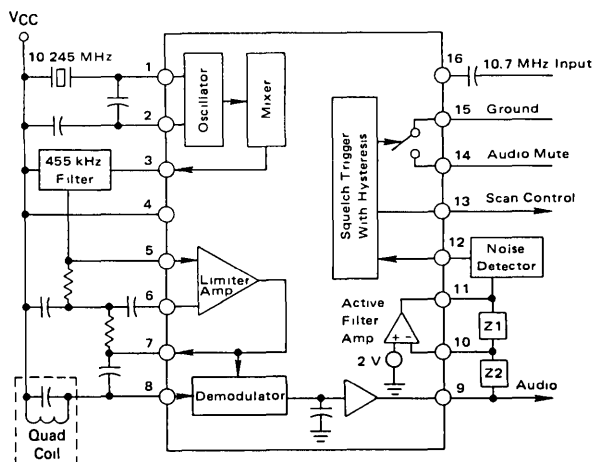 VCC
10 245 MHz
1
2
3
4
5
6
7
8
Oscillator
Mixer
455 kHz
Filter
Limiter
Amp
Demodulator
Quad
Coil
Squelch Trigger
With Hysteresis
16
10.7 MHz Input
15
Ground
14
Audio Mute
13
Scan Control
12
Noise
Detector
11
Active
Filter
Amp
+ -
2 V
10
Z1
Z2
9
Audio